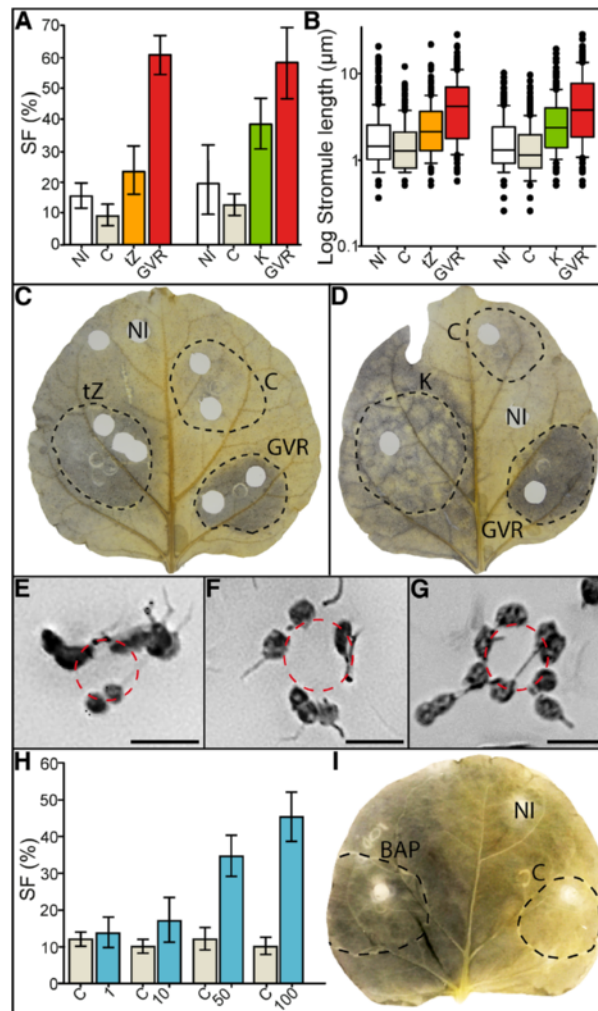 A
SF (%)
70
60
50
40
30
20
10
0
NI
C
tZ
GVR
NI
C
K
GVR
B
Log Stromule length (µm)
10
1
0.1
NI
C
tZ
GVR
NI
C
K
GVR
C
NI
tZ
C
GVR
D
C
K
NI
GVR
E
F
G
H
SF (%)
60
50
40
30
20
10
0
C
1
C
10
C
50
C
100
I
NI
BAP
C